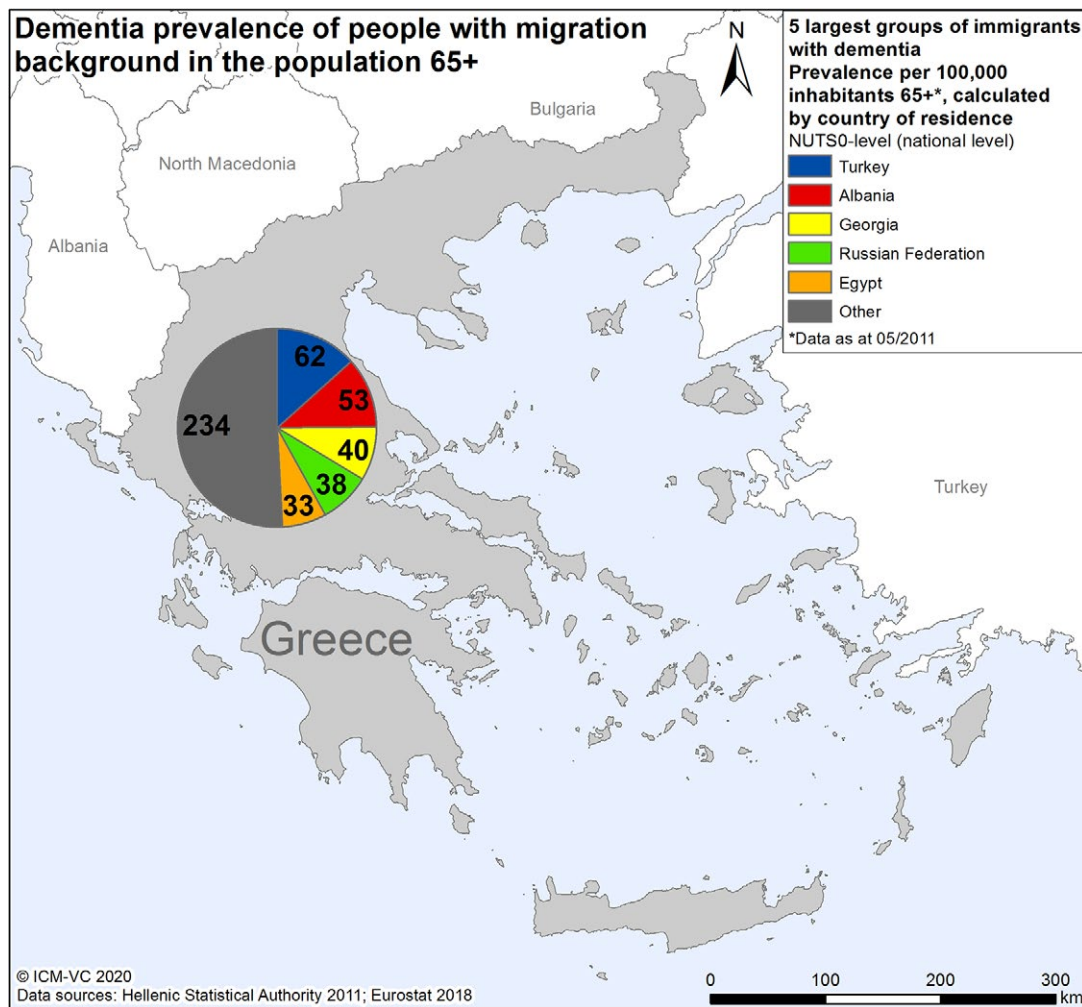 Dementia prevalence of people with migration
background in the population 65+
N
5 largest groups of immigrants
with dementia
Prevalence per 100,000
inhabitants 65+*, calculated
by country of residence
NUTS0-level (national level)
Turkey
Albania
Georgia
Russian Federation
Egypt
Other
*Data as at 05/2011
Bulgaria
North Macedonia
Albania
62
53
234
40
38
33
Turkey
Greece
© ICM-VC 2020
Data sources: Hellenic Statistical Authority 2011; Eurostat 2018
0 100 200 300
km